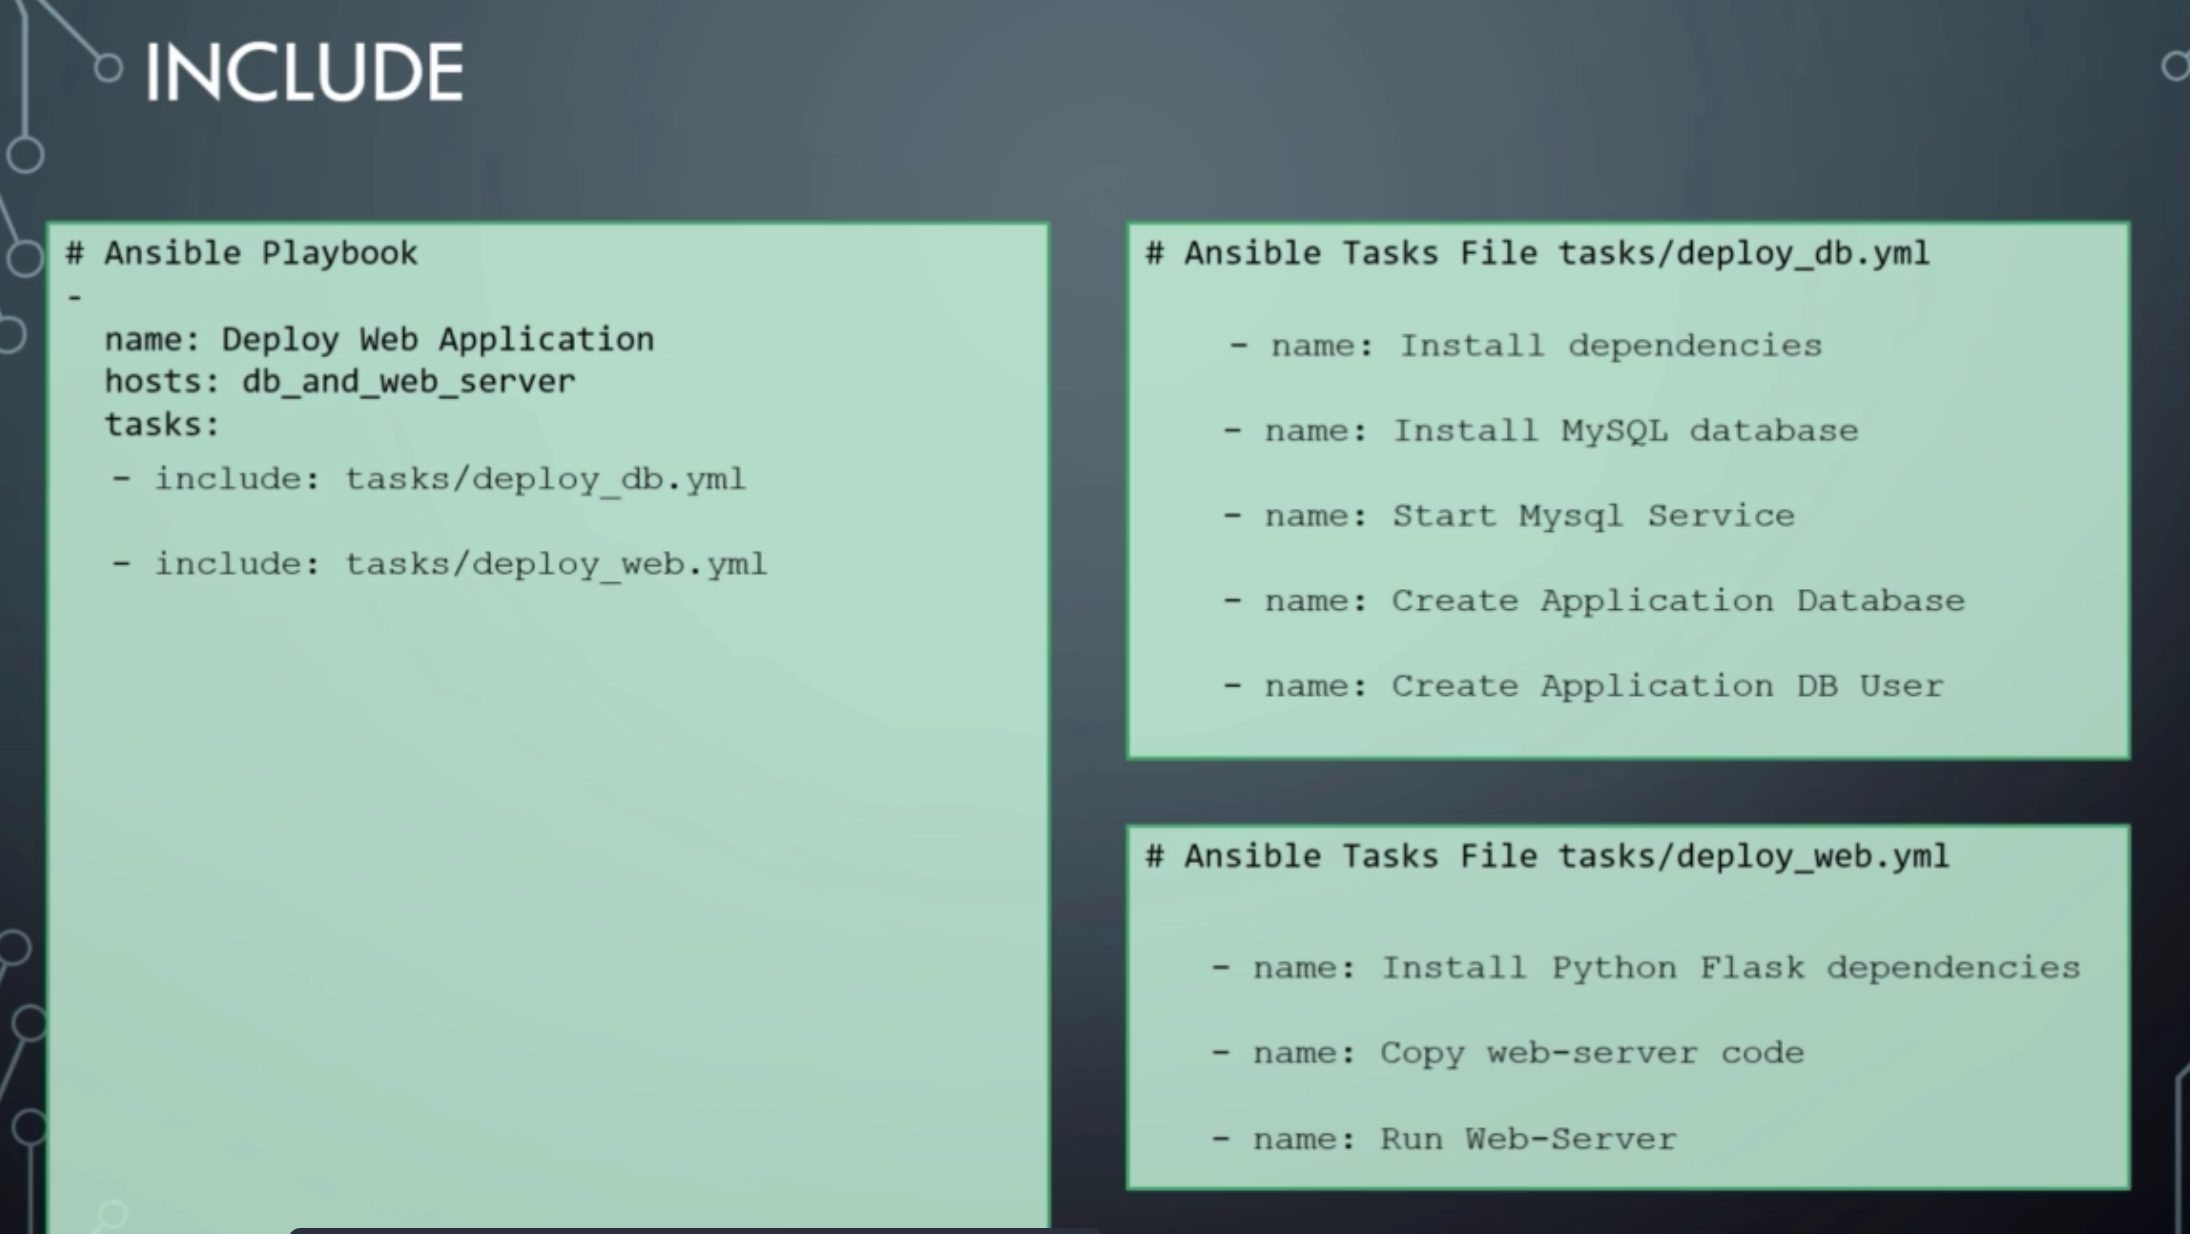 INCLUDE
# Ansible Playbook
-
name: Deploy Web Application
hosts: db_and_web_server
tasks:
- include: tasks/deploy_db.yml
- include: tasks/deploy_web.yml
# Ansible Tasks File tasks/deploy_db.yml
- name: Install dependencies
- name: Install MySQL database
- name: Start Mysql Service
- name: Create Application Database
- name: Create Application DB User
# Ansible Tasks File tasks/deploy_web.yml
- name: Install Python Flask dependencies
- name: Copy web-server code
- name: Run Web-Server